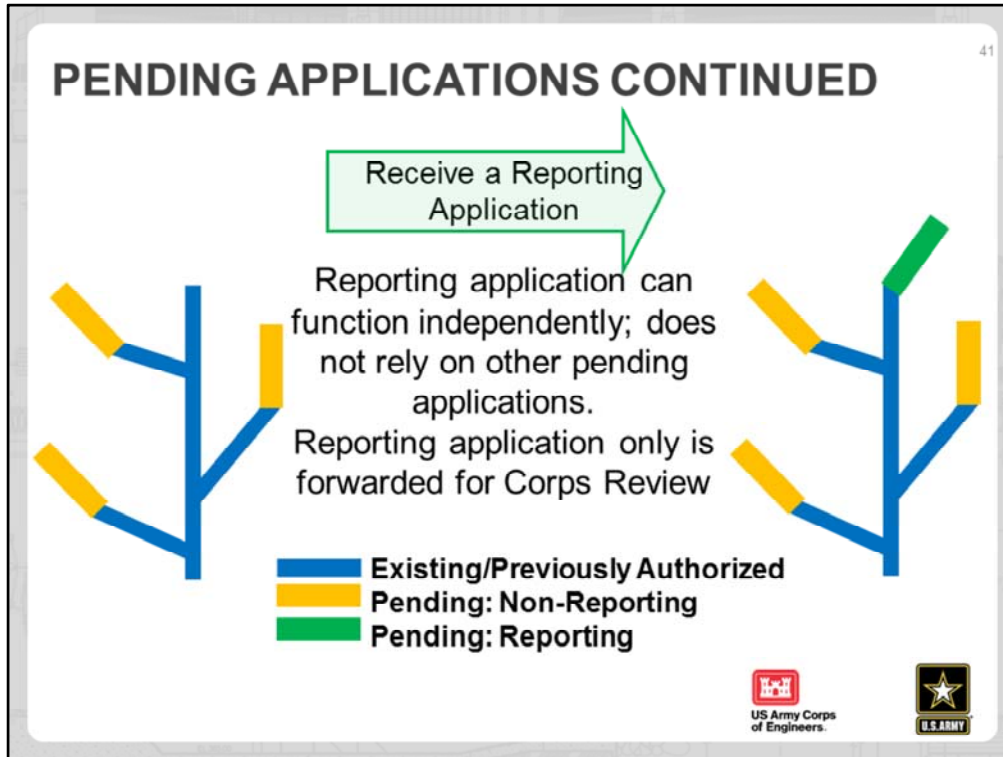 41
PENDING APPLICATIONS CONTINUED
Receive a Reporting
Application
Reporting application can
function independently; does
not rely on other pending
applications.
Reporting application only is
forwarded for Corps Review
Existing/Previously Authorized
Pending: Non-Reporting
Pending: Reporting
US Army Corps
of Engineers.
U.S.ARMY